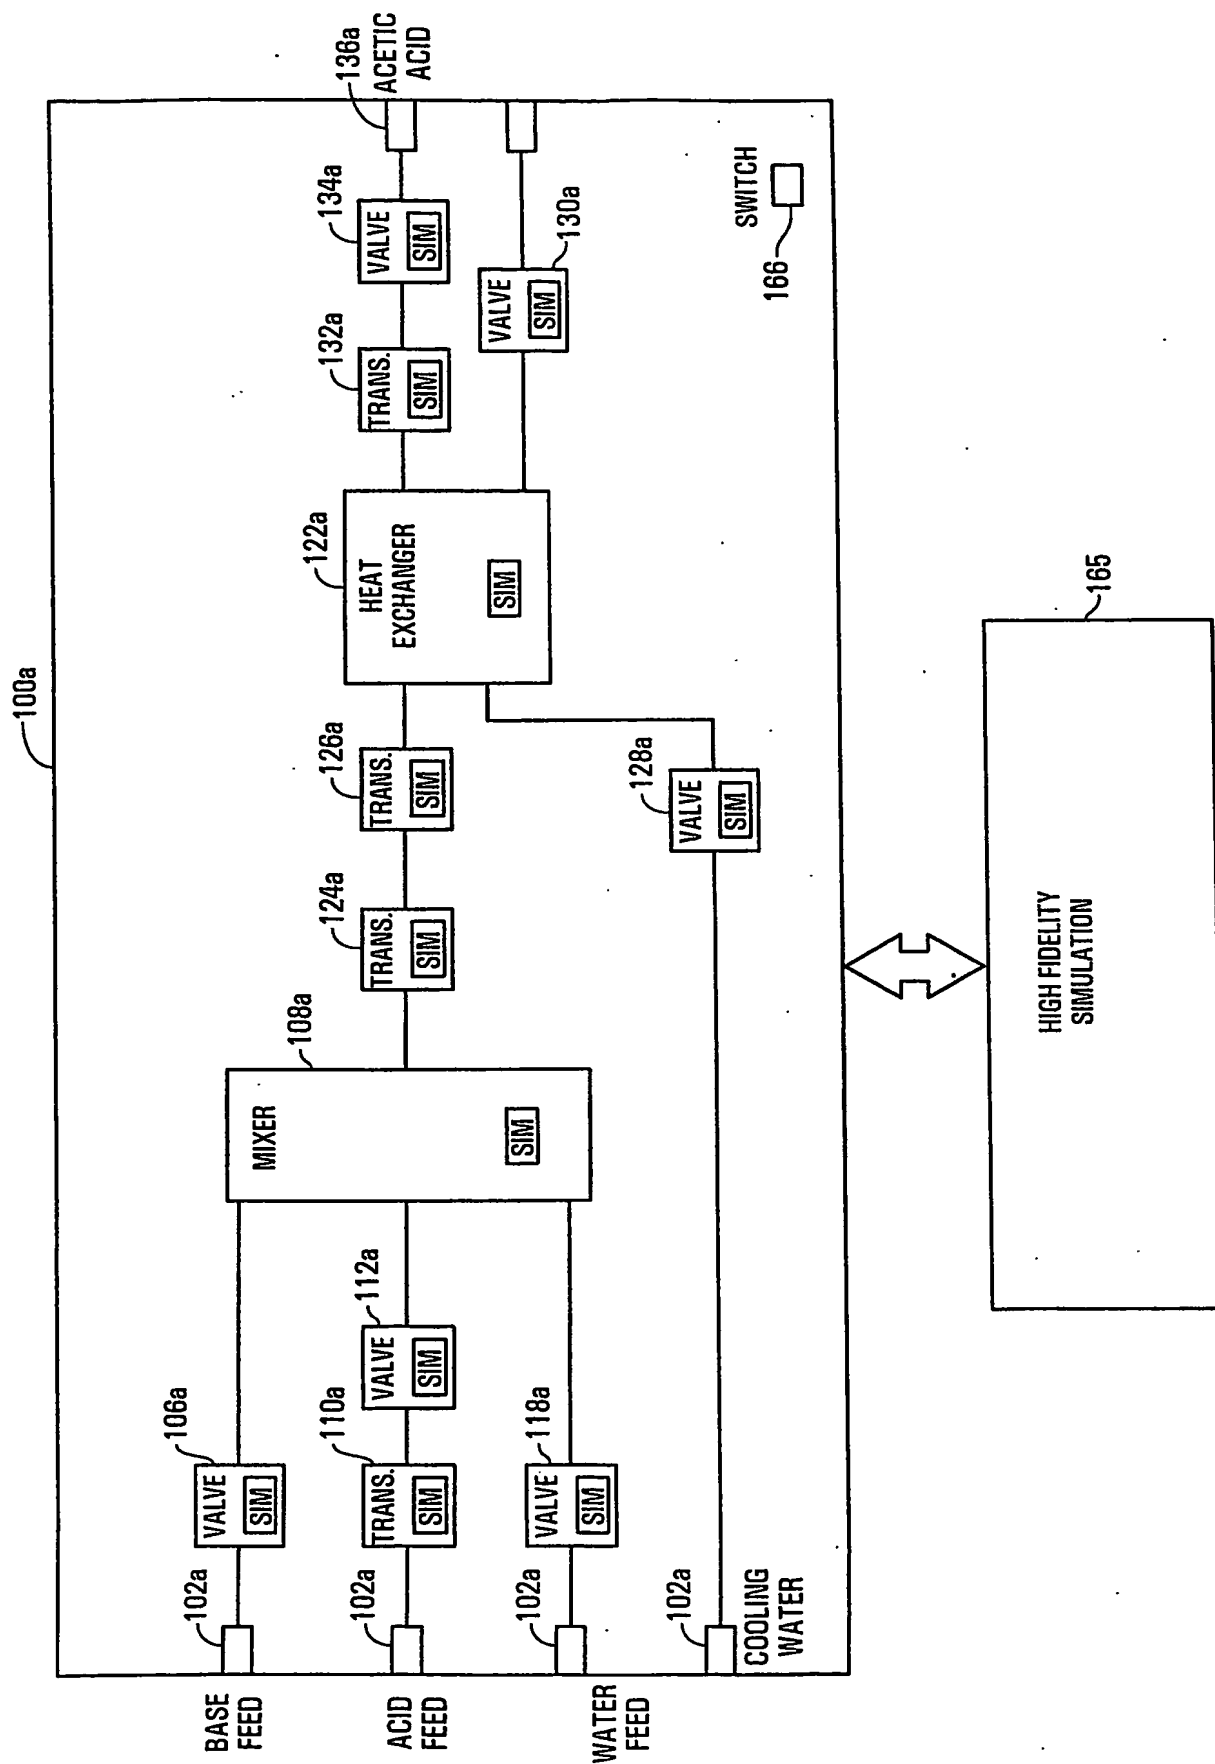 100a
BASE
FEED
102a
106a
VALVE
SIM
ACID
FEED
102a
110a
TRANS.
SIM
112a
VALVE
SIM
WATER
FEED
102a
118a
VALVE
SIM
102a
COOLING
WATER
108a
MIXER
SIM
124a
TRANS.
SIM
126a
TRANS.
SIM
128a
VALVE
SIM
122a
HEAT
EXCHANGER
SIM
132a
TRANS.
SIM
134a
VALVE
SIM
136a
ACETIC
ACID
130a
VALVE
SIM
SWITCH
166
165
HIGH FIDELITY
SIMULATION